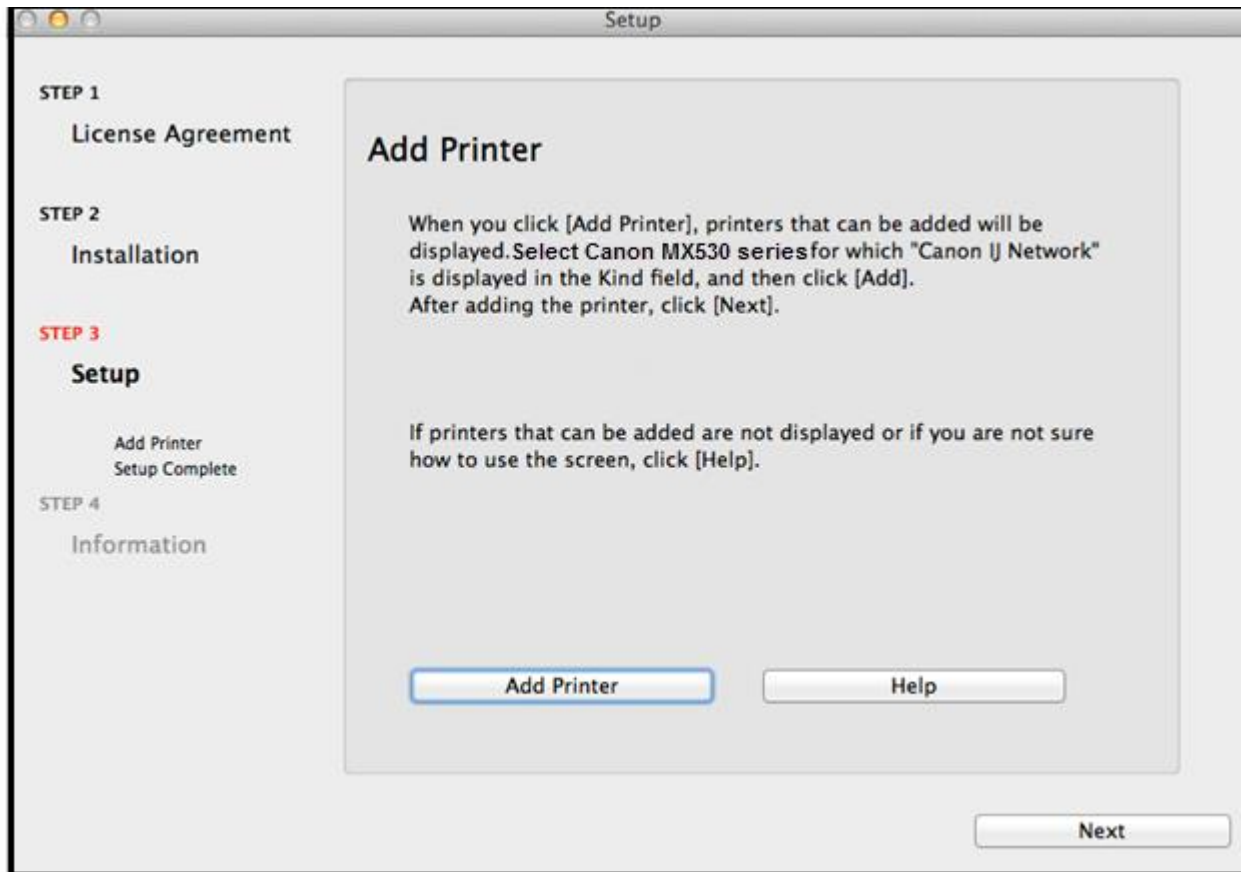 Setup
STEP 1
License Agreement
STEP 2
Installation
STEP 3
Setup
Add Printer
Setup Complete
STEP 4
Information
Add Printer
When you click [Add Printer], printers that can be added will be
displayed.Select Canon MX530 series for which "Canon IJ Network"
is displayed in the Kind field, and then click [Add].
After adding the printer, click [Next].
If printers that can be added are not displayed or if you are not sure
how to use the screen, click [Help].
Add Printer
Help
Next